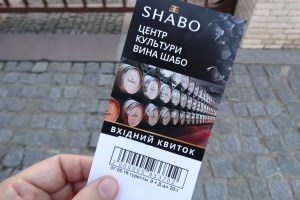 SHABO
ЦЕНТР
КУЛЬТУРИ
ВИНА ШАБО
ВХІДНИЙ КВИТОК